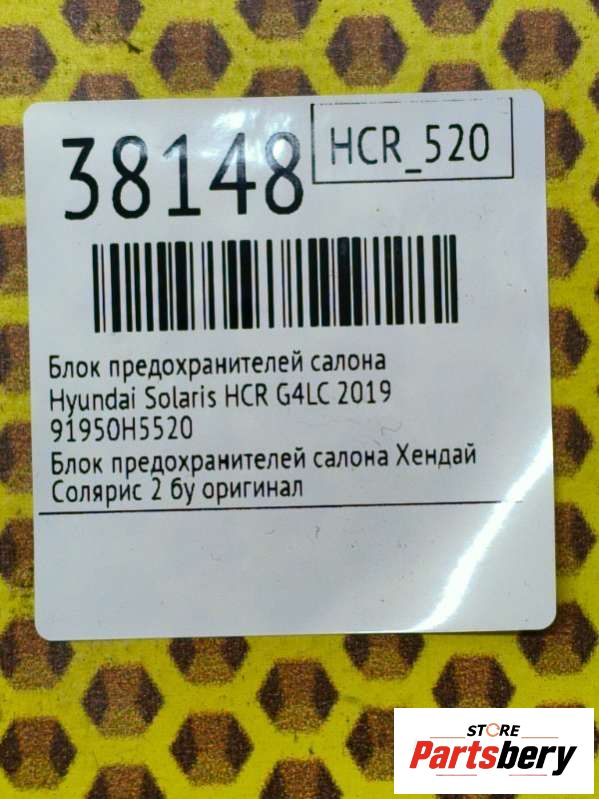 38148
HCR_520
Блок предохранителей салона
Hyundai Solaris HCR G4LC 2019
91950H5520
Блок предохранителей салона Хендай
Солярис 2 бу оригинал
STORE
Partsbery